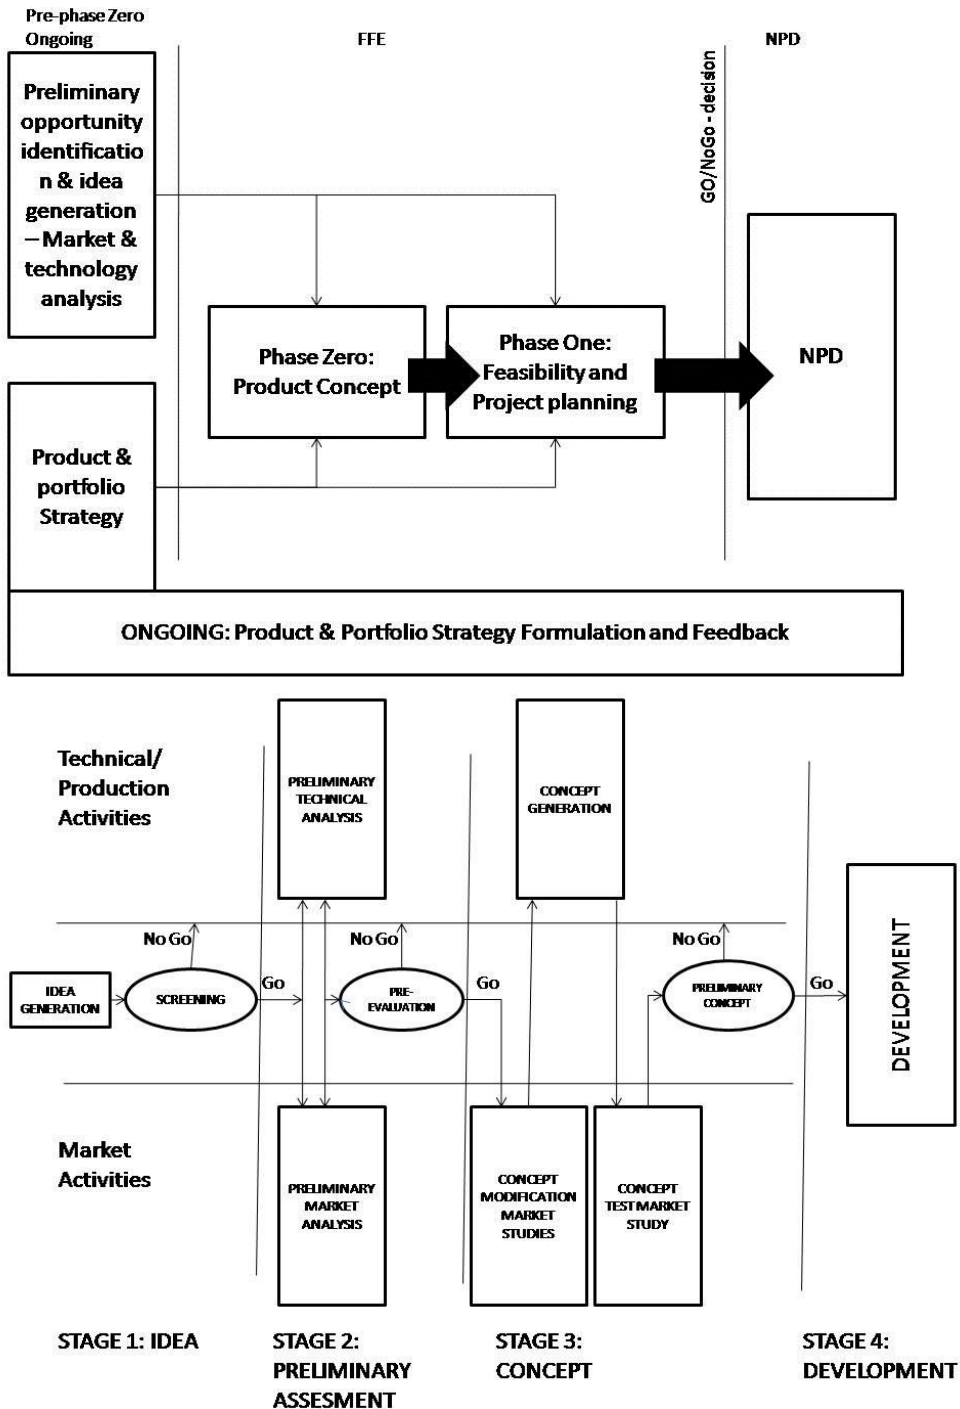 Pre-phase Zero
Ongoing
FFE
NPD
Preliminary
opportunity
identificatio
n & idea
generation
– Market &
technology
analysis
GO/NoGo - decision
Phase Zero:
Product Concept
Phase One:
Feasibility and
Project planning
NPD
Product &
portfolio
Strategy
ONGOING: Product & Portfolio Strategy Formulation and Feedback
Technical/
Production
Activities
PRELIMINARY
TECHNICAL
ANALYSIS
CONCEPT
GENERATION
No Go
No Go
No Go
IDEA
GENERATION
SCREENING
Go
PRE-
EVALUATION
Go
PRELIMINARY
CONCEPT
Go
DEVELOPMENT
Market
Activities
PRELIMINARY
MARKET
ANALYSIS
CONCEPT
MODIFICATION
MARKET
STUDIES
CONCEPT
TEST MARKET
STUDY
STAGE 1: IDEA
STAGE 2:
PRELIMINARY
ASSESMENT
STAGE 3:
CONCEPT
STAGE 4:
DEVELOPMENT